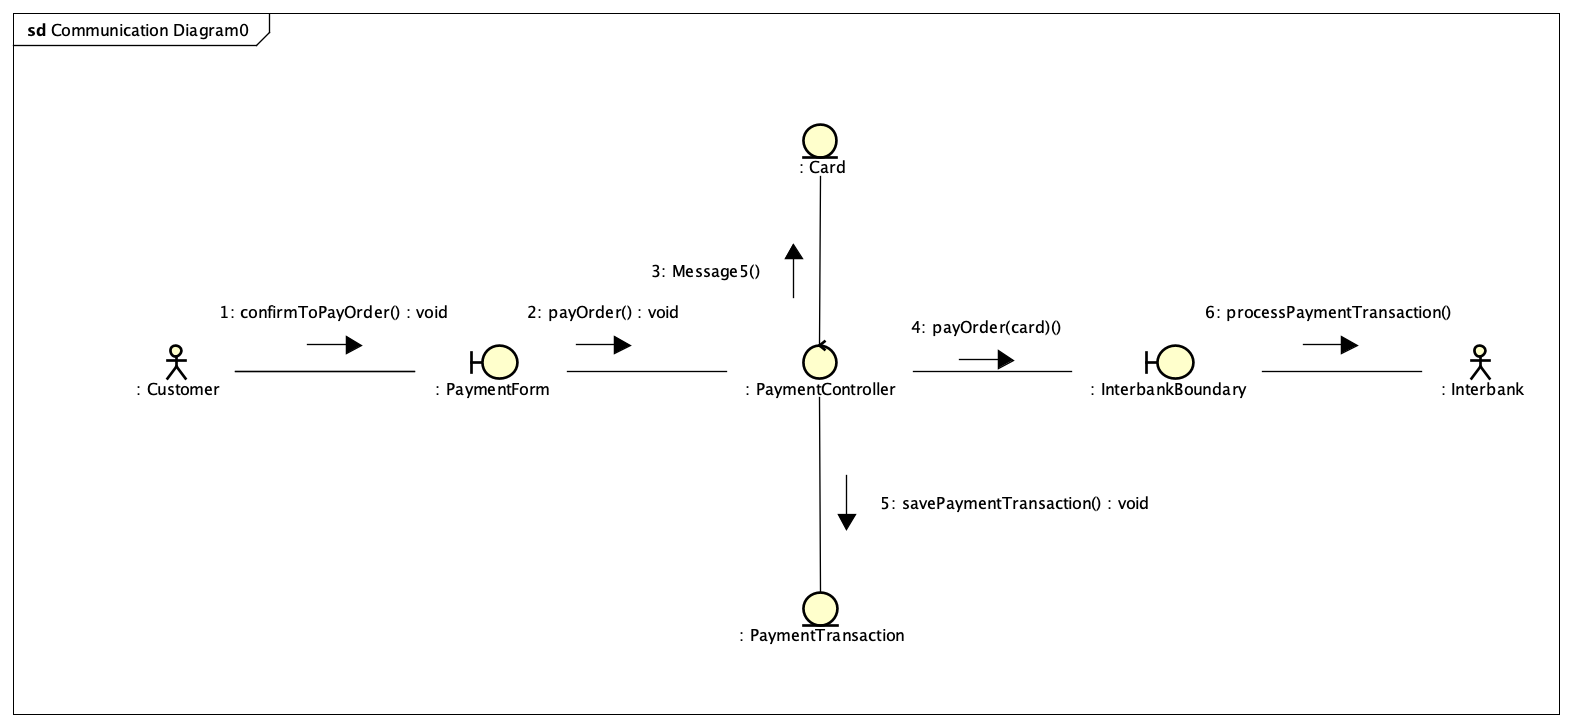 sd Communication Diagram0
: Card
3: Message5()
1: confirmToPayOrder() : void
2: payOrder() : void
4: payOrder(card)()
6: processPaymentTransaction()
: Customer
: PaymentForm
: PaymentController
: InterbankBoundary
: Interbank
5: savePaymentTransaction() : void
: PaymentTransaction